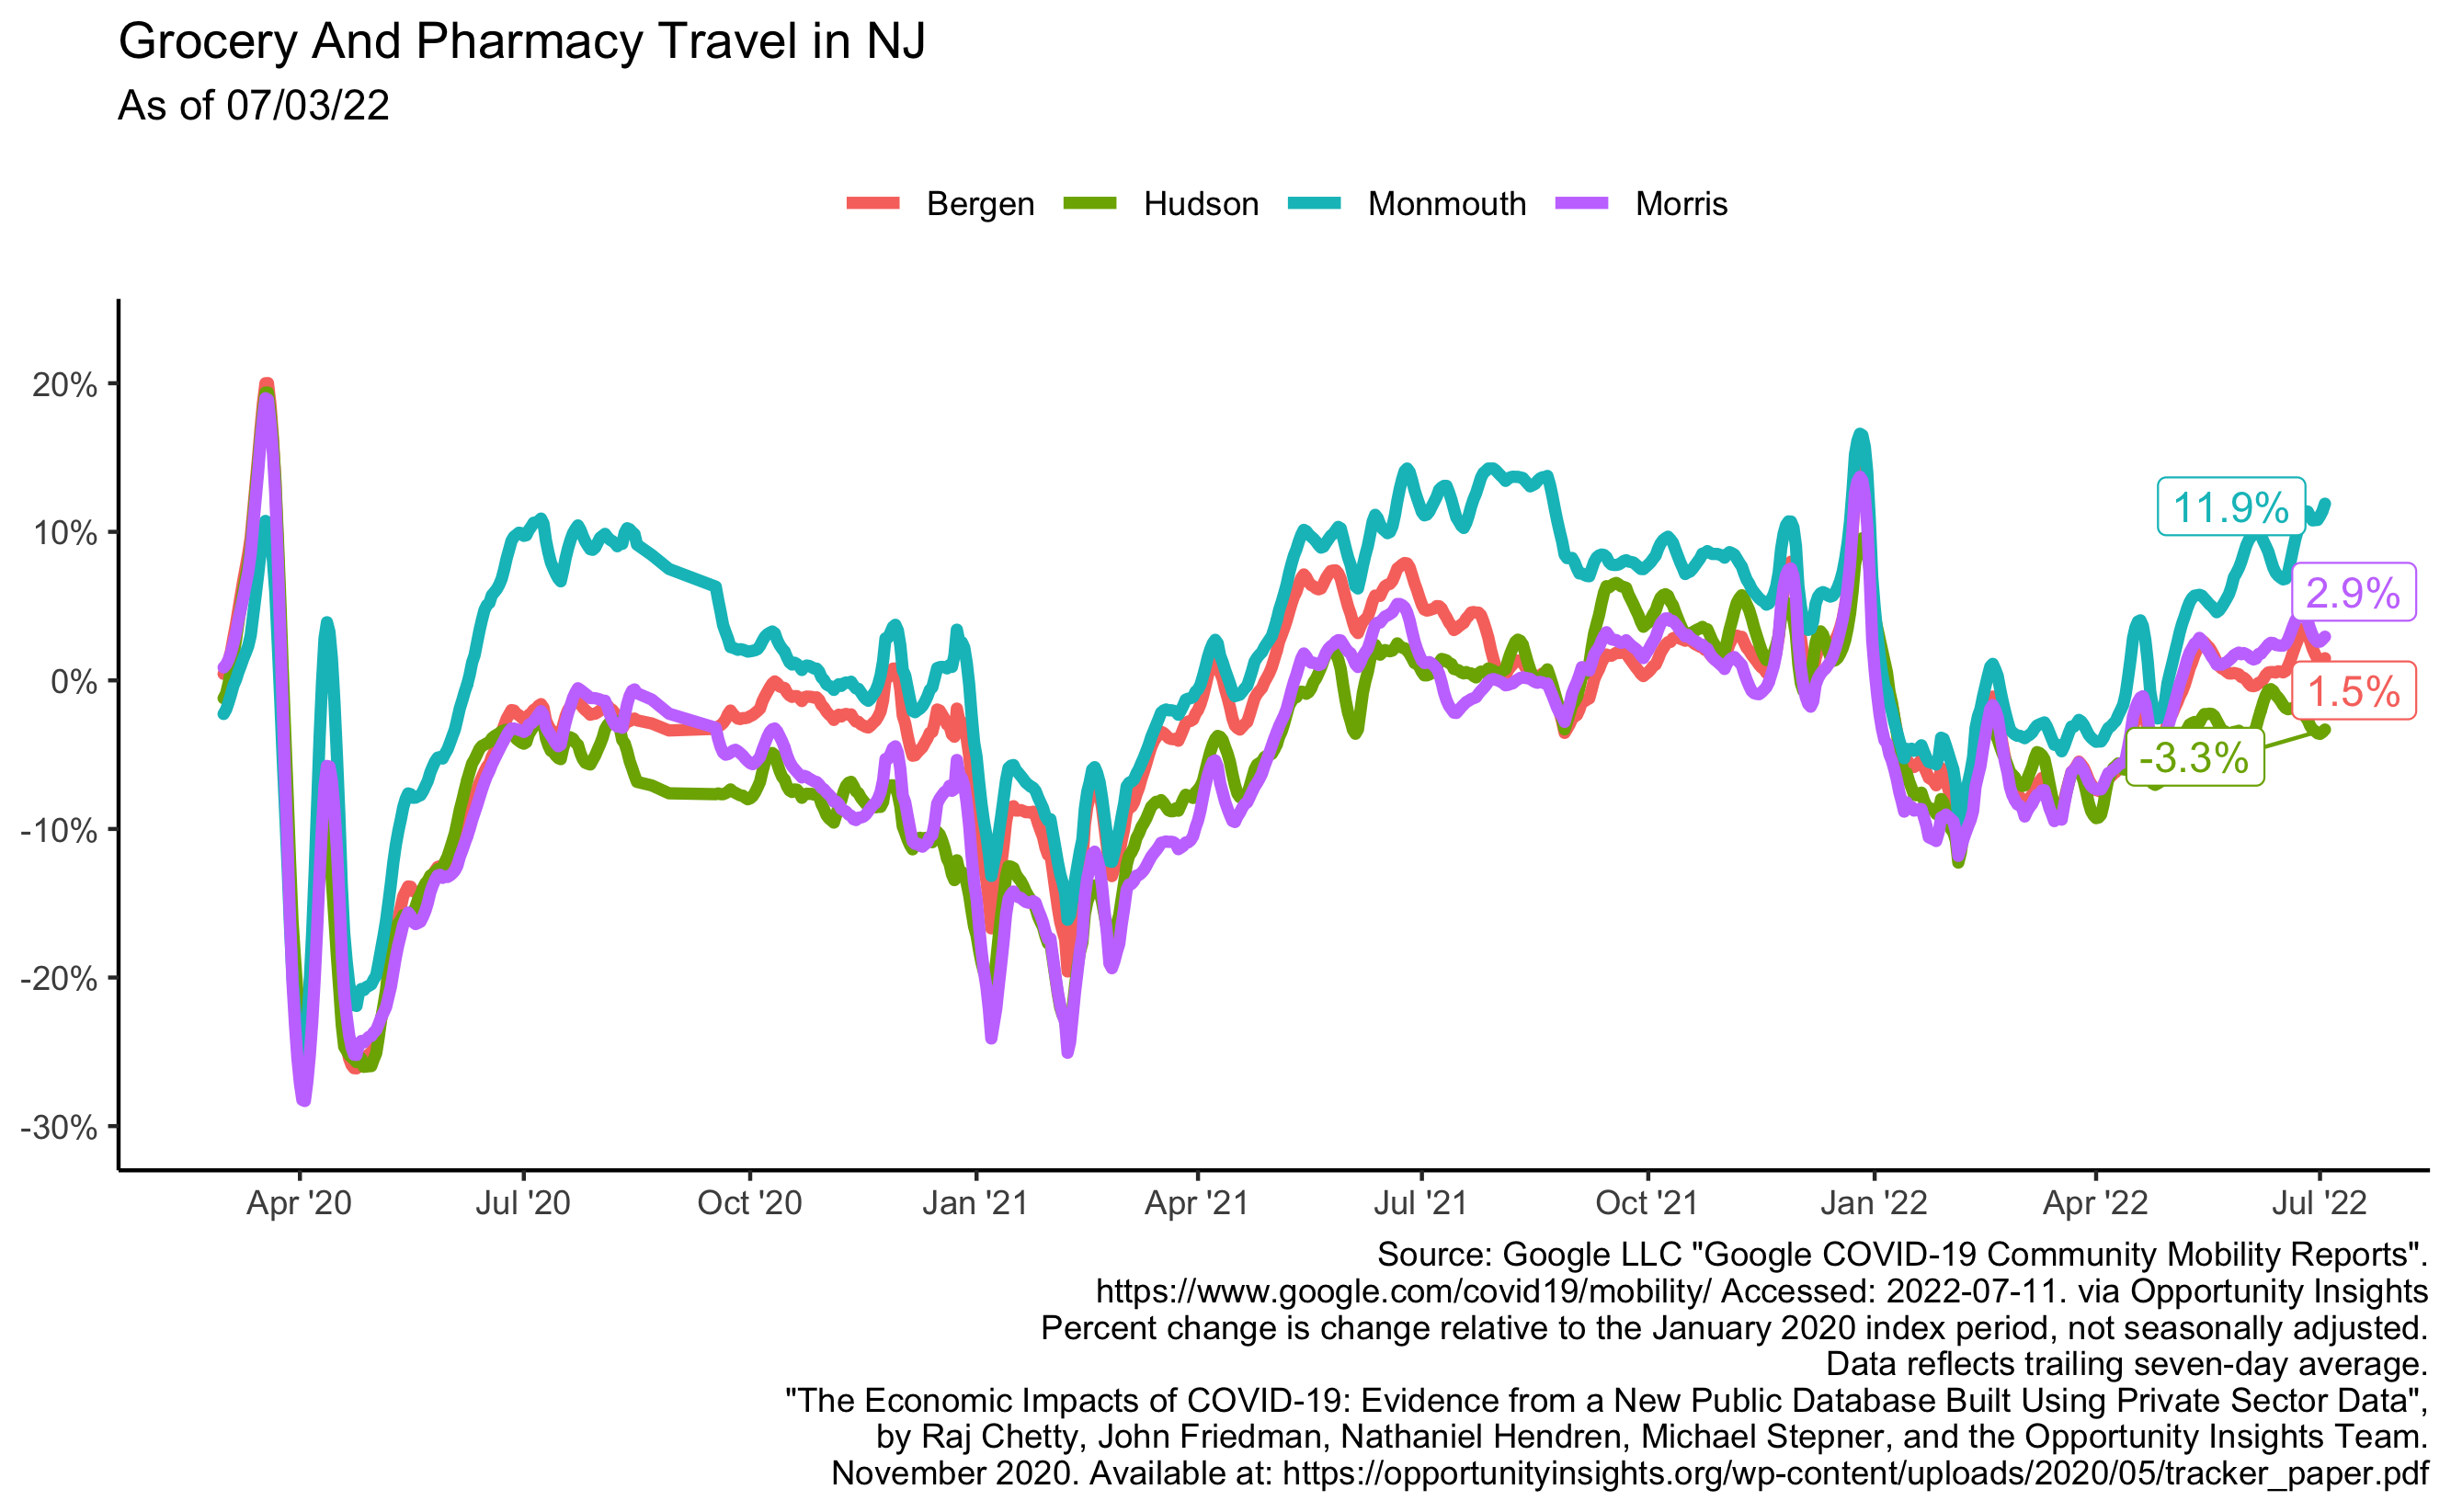 Grocery And Pharmacy Travel in NJ
As of 07/03/22
Bergen Hudson Monmouth Morris
20%
10%
0%
-10%
-20%
-30%
11.9%
2.9%
1.5%
-3.3%
Apr '20 Jul '20 Oct '20 Jan '21 Apr '21 Jul '21 Oct '21 Jan '22 Apr '22 Jul '22
Source: Google LLC "Google COVID-19 Community Mobility Reports".
https://www.google.com/covid19/mobility/ Accessed: 2022-07-11. via Opportunity Insights
Percent change is change relative to the January 2020 index period, not seasonally adjusted.
Data reflects trailing seven-day average.
"The Economic Impacts of COVID-19: Evidence from a New Public Database Built Using Private Sector Data",
by Raj Chetty, John Friedman, Nathaniel Hendren, Michael Stepner, and the Opportunity Insights Team.
November 2020. Available at: https://opportunityinsights.org/wp-content/uploads/2020/05/tracker_paper.pdf